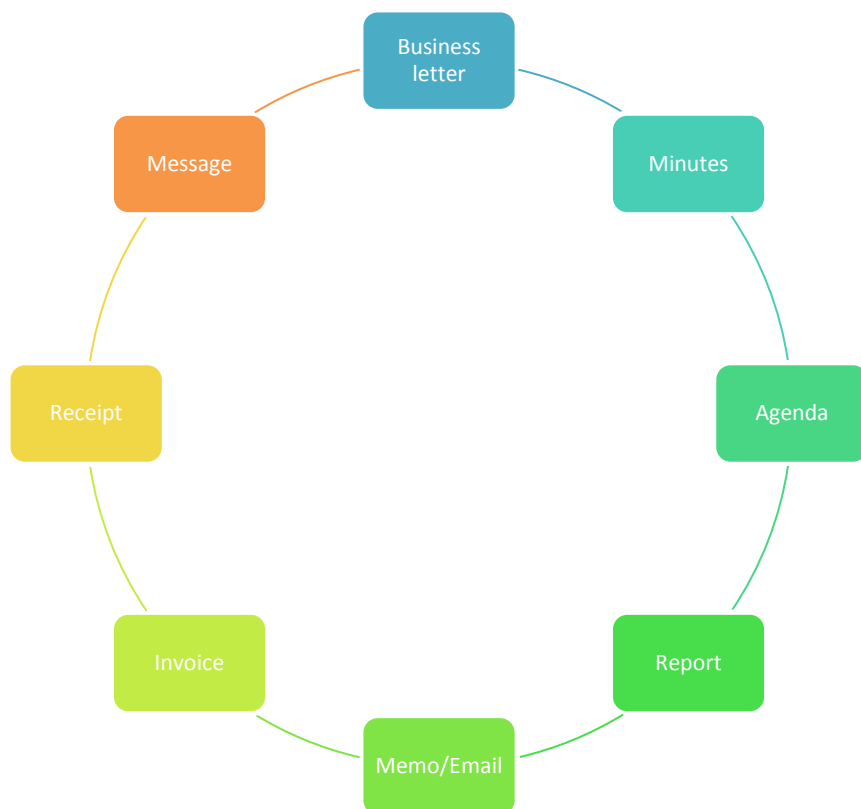 Business
letter
Minutes
Agenda
Report
Memo/Email
Invoice
Receipt
Message